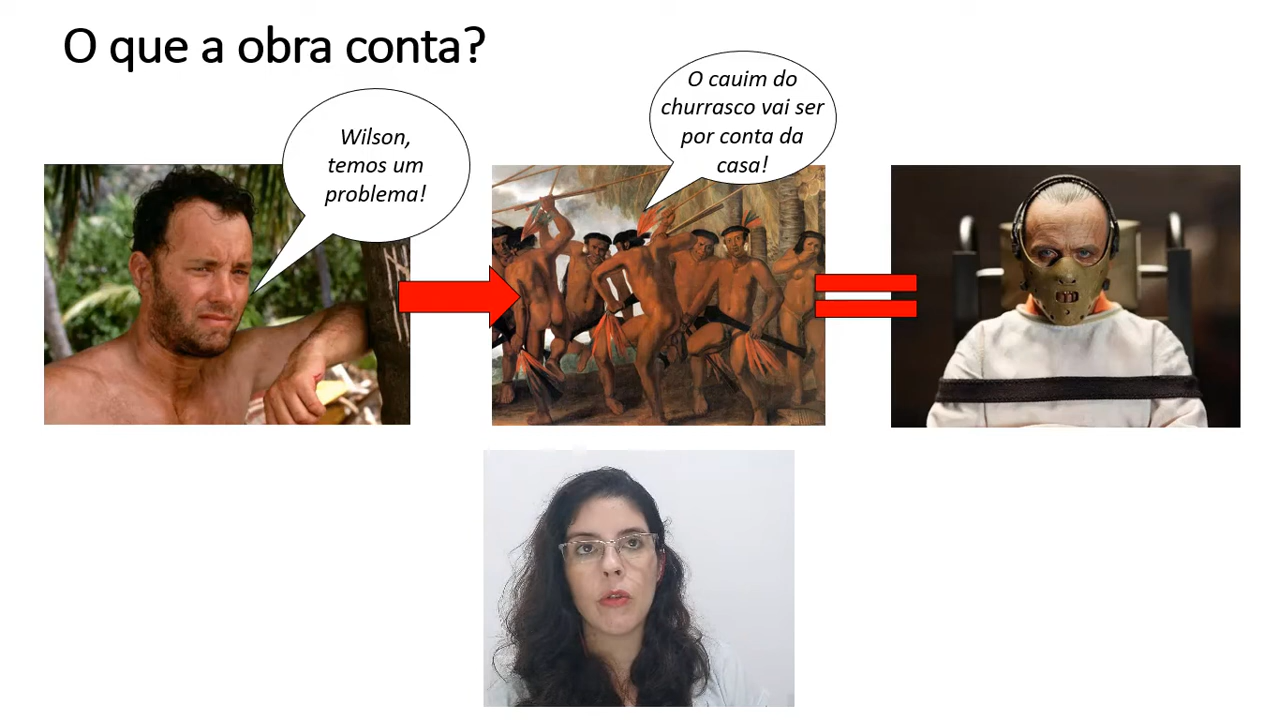 O que a obra conta?
Wilson,
temos um
problema!
O cauim do
churrasco vai ser
por conta da
casa!